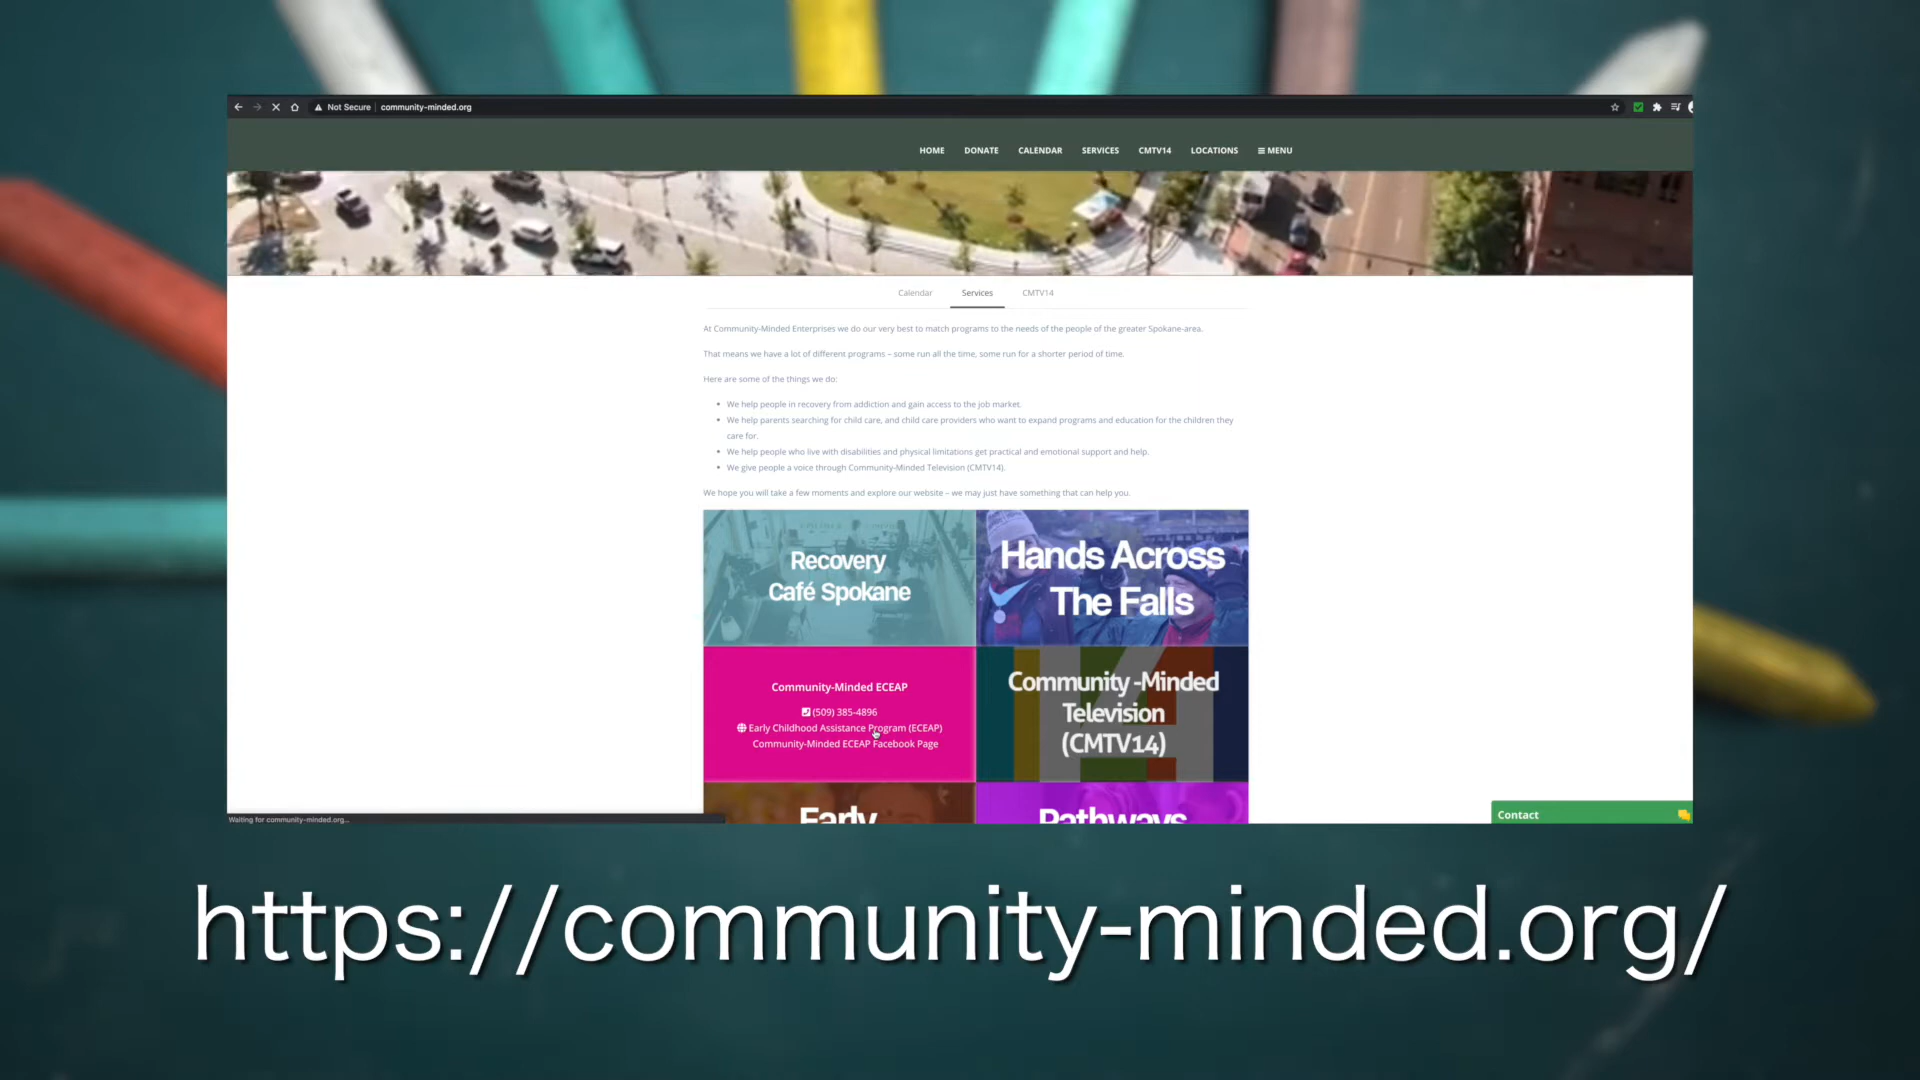 Not Secure | community-minded.org
HOME DONATE CALENDAR SERVICES CMTV14 LOCATIONS MENU
Calendar Services CMTV14
At Community-Minded Enterprises we do our very best to match programs to the needs of the people of the greater Spokane-area.
That means we have a lot of different programs – some run all the time, some run for a shorter period of time.
Here are some of the things we do:
• We help people in recovery from addiction and gain access to the job market.
• We help parents searching for child care, and child care providers who want to expand programs and education for the children they
care for.
• We help people who live with disabilities and physical limitations get practical and emotional support and help.
• We give people a voice through Community-Minded Television (CMTV14).
We hope you will take a few moments and explore our website – we may just have something that can help you.
Recovery
Café Spokane
Hands Across
The Falls
Community-Minded ECEAP
(509) 385-4896
Early Childhood Assistance Program (ECEAP)
Community-Minded ECEAP Facebook Page
Community -Minded
Television
(CMTV14)
Early
Pathways
Contact
Waiting for community-minded.org...
https://community-minded.org/